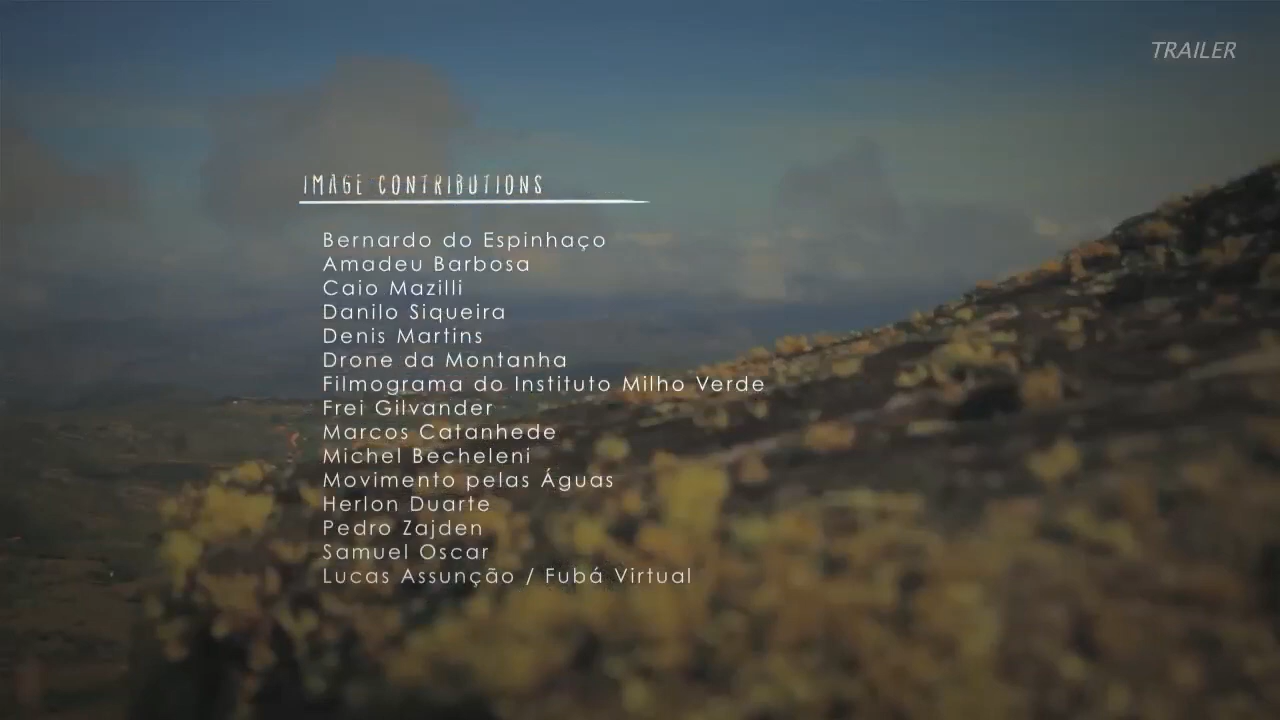 TRAILER
IMAGE CONTRIBUTIONS
Bernardo do Espinhaço
Amadeu Barbosa
Caio Mazilli
Danilo Siqueira
Denis Martins
Drone da Montanha
Filmograma do Instituto Milho Verde
Frei Gilvander
Marcos Catanhede
Michel Becheleni
Movimento pelas Águas
Herlon Duarte
Pedro Zajden
Samuel Oscar
Lucas Assunção / Fubá Virtual